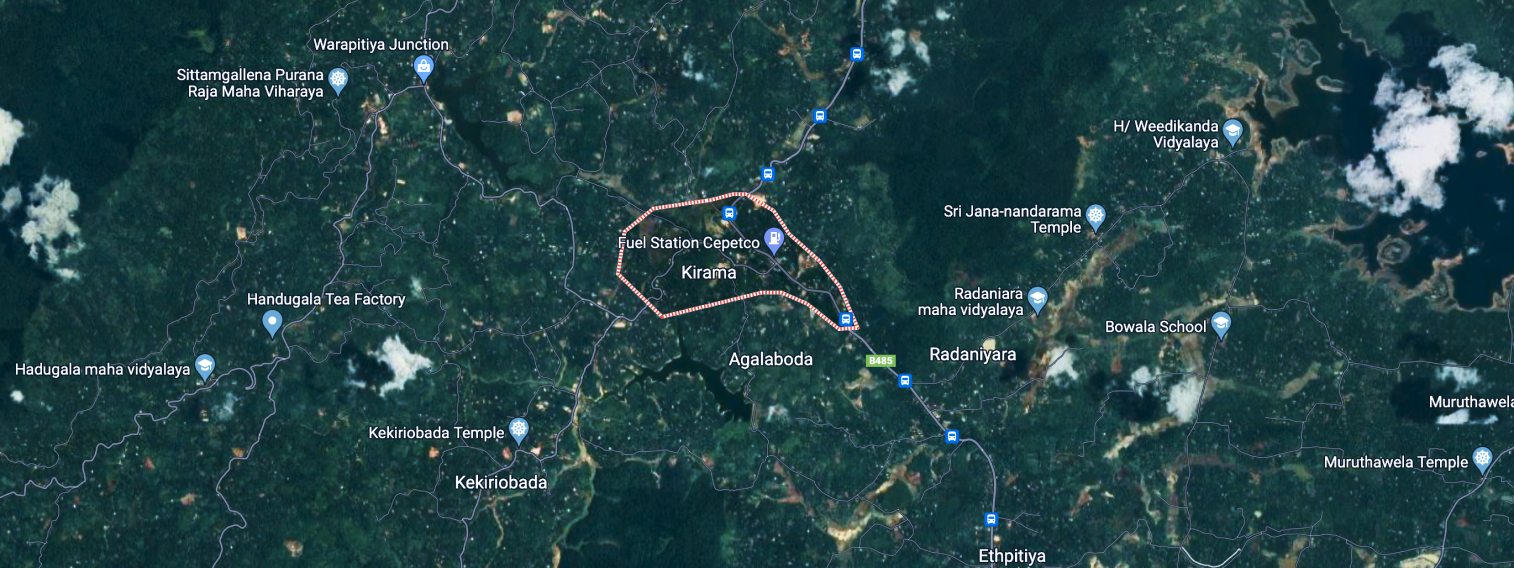 Warapitiya Junction
Sittamgallena Purana
Raja Maha Viharaya
H/ Weedikanda
Vidyalaya
Sri Jana-nandarama
Temple
Fuel Station Cepetco
Kirama
Handugala Tea Factory
Radaniara
maha vidyalaya
Bowala School
Hadugala maha vidyalaya
Agalaboda
B485
Radaniyara
Muruthawela
Kekiriobada Temple
Muruthawela Temple
Kekiriobada
Ethpitiya